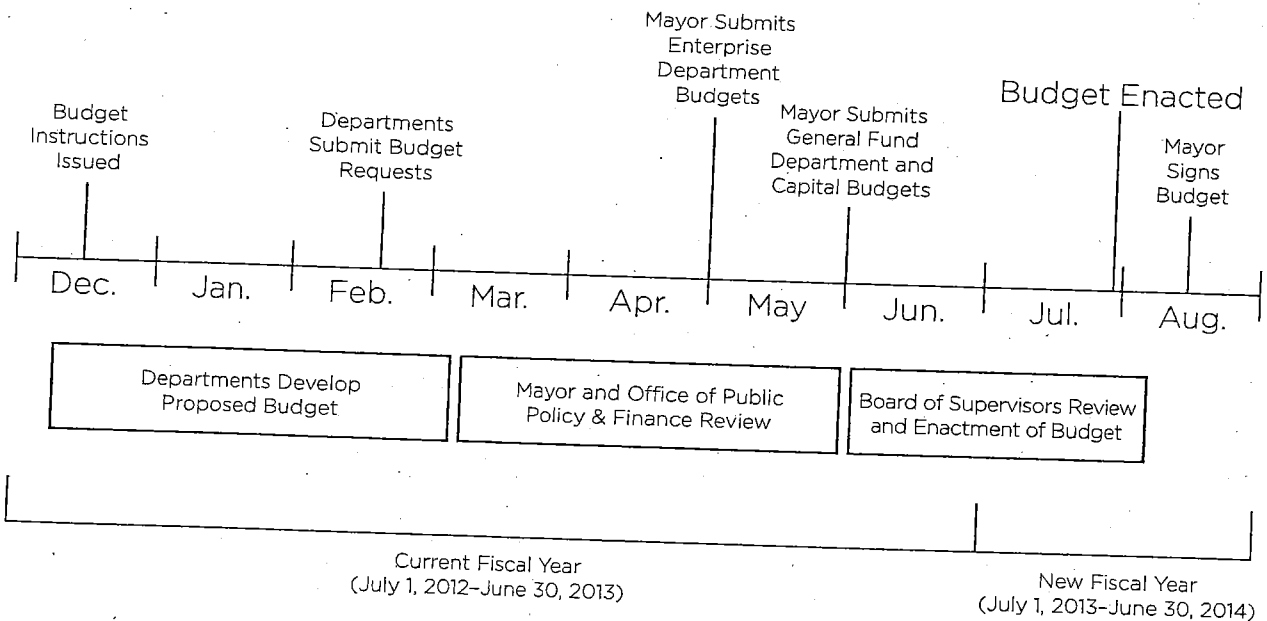 Mayor Submits
Enterprise
Department
Budgets
Budget Enacted
Budget
Instructions
Issued
Departments
Submit Budget
Requests
Mayor Submits
General Fund
Department and
Capital Budgets
Mayor
Signs
Budget
Dec.
Jan.
Feb.
Mar.
Apr.
May
Jun.
Jul.
Aug.
Departments Develop
Proposed Budget
Mayor and Office of Public
Policy & Finance Review
Board of Supervisors Review
and Enactment of Budget
Current Fiscal Year
(July 1, 2012–June 30, 2013)
New Fiscal Year
(July 1, 2013–June 30, 2014)